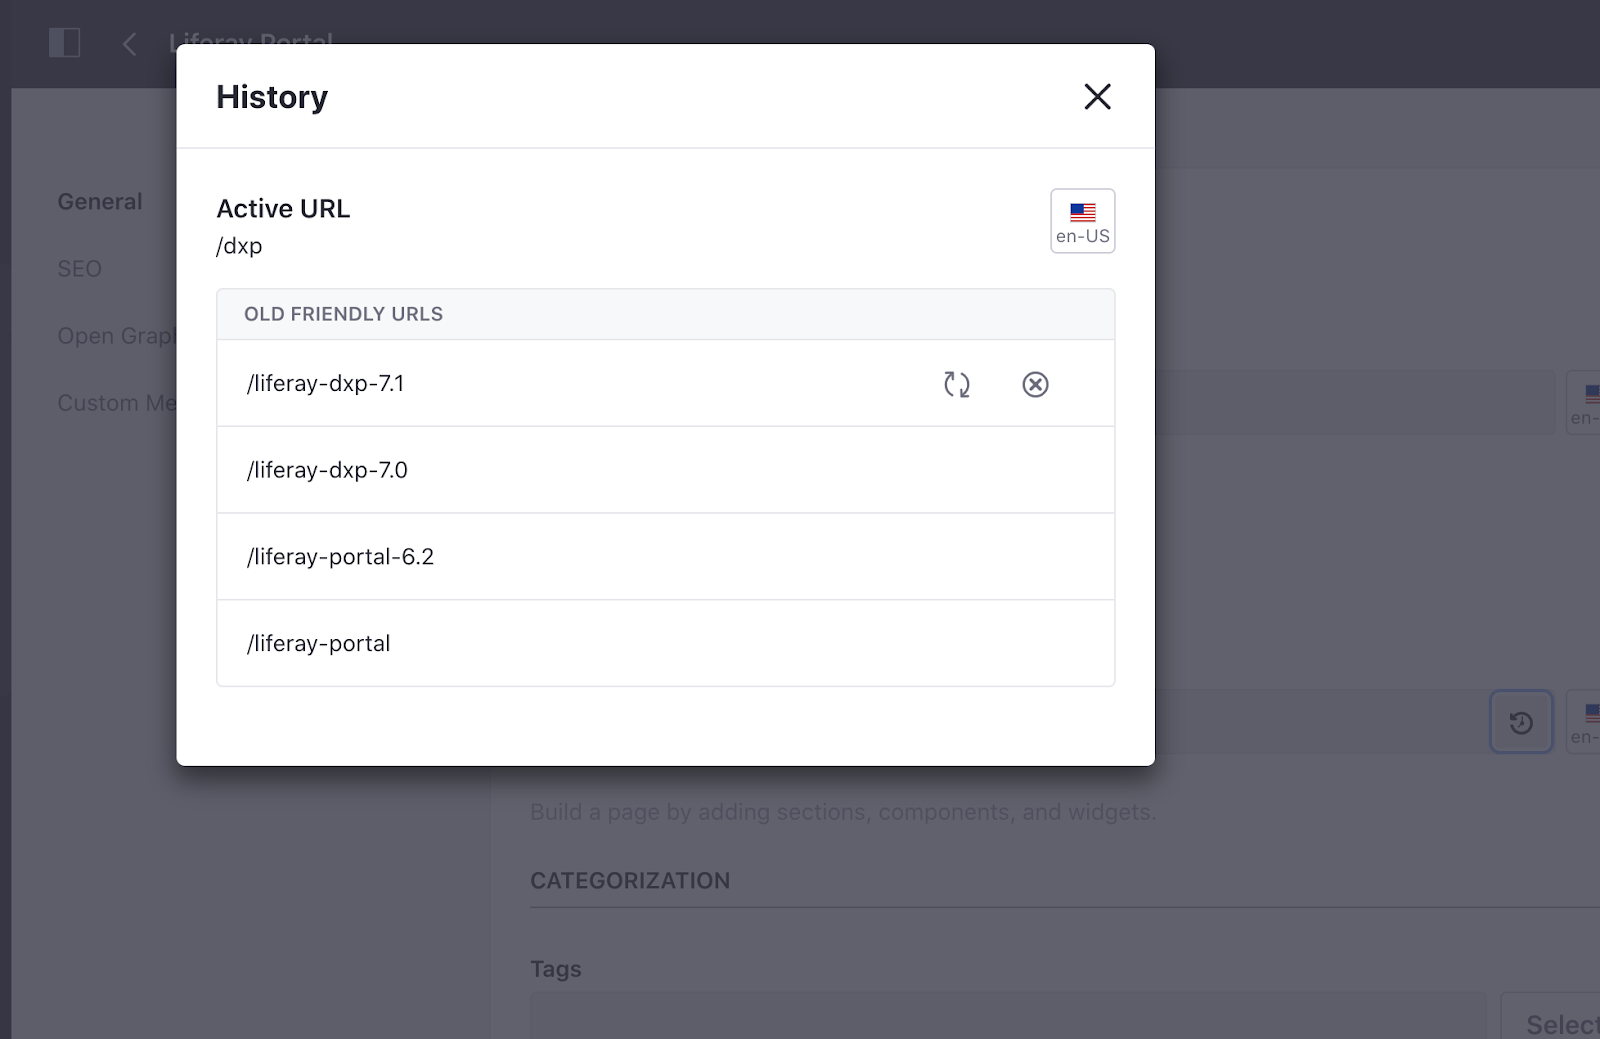 Liferay Portal
History
General
SEO
Open Graph
Custom Me
Active URL
/dxp
en-US
OLD FRIENDLY URLS
/liferay-dxp-7.1
/liferay-dxp-7.0
/liferay-portal-6.2
/liferay-portal
en-
en-
Build a page by adding sections, components, and widgets.
CATEGORIZATION
Tags
Select